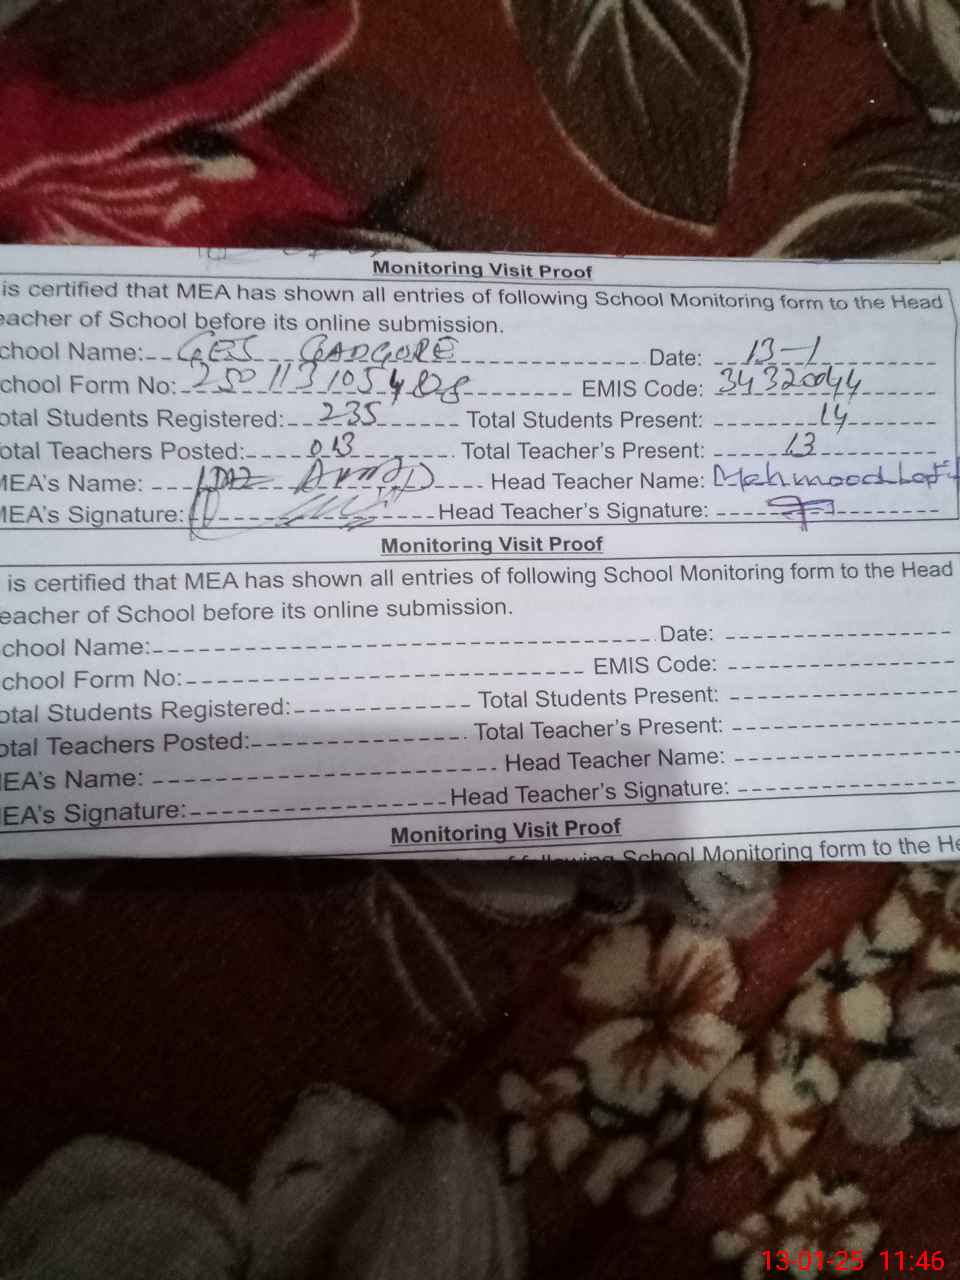 Monitoring Visit Proof
is certified that MEA has shown all entries of following School Monitoring form to the Head
eacher of School before its online submission.
chool Name: GES GADGORE Date: 13-1
chool Form No: 250113105408 EMIS Code: 34320044
otal Students Registered: 235 Total Students Present: 14
otal Teachers Posted: 013 Total Teacher's Present: 13
MEA's Name: Head Teacher Name: Mehmood
MEA's Signature: Head Teacher's Signature:
Monitoring Visit Proof
is certified that MEA has shown all entries of following School Monitoring form to the Head
eacher of School before its online submission.
chool Name: Date:
chool Form No: EMIS Code:
otal Students Registered: Total Students Present:
otal Teachers Posted: Total Teacher's Present:
IEA's Name: Head Teacher Name:
IEA's Signature: Head Teacher's Signature:
Monitoring Visit Proof
School Monitoring form to the He
13-01-25 11:46